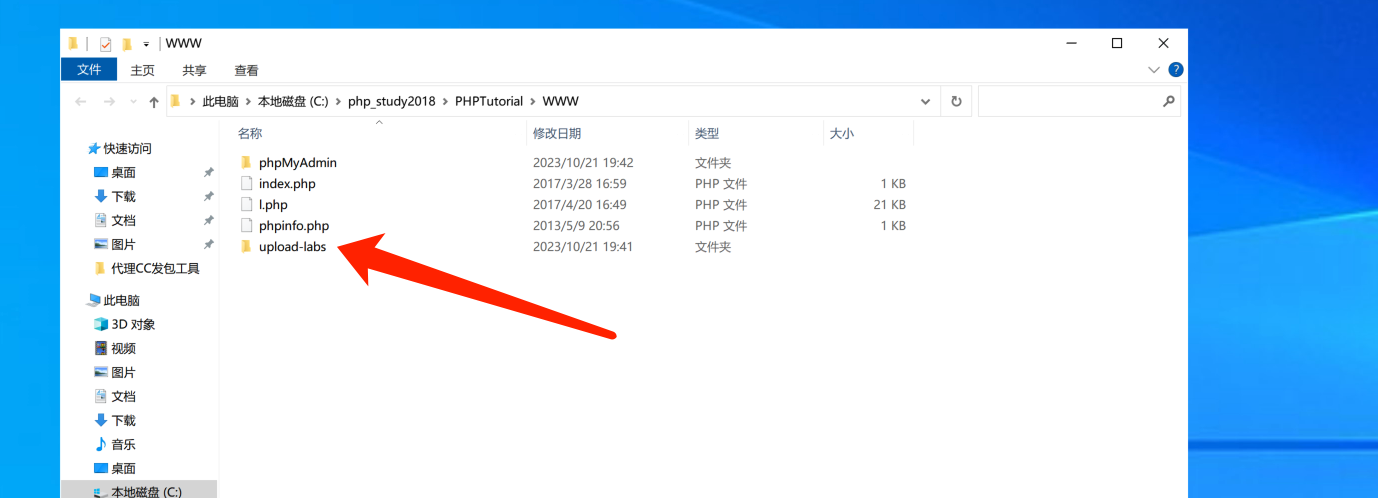 WWW
文件 主页 共享 查看
此电脑 › 本地磁盘 (C:) › php_study2018 › PHPTutorial › WWW
名称 修改日期 类型 大小
快速访问
桌面
下载
文档
图片
代理CC发包工具
此电脑
3D 对象
视频
图片
文档
下载
音乐
桌面
本地磁盘 (C:)
phpMyAdmin 2023/10/21 19:42 文件夹
index.php 2017/3/28 16:59 PHP 文件 1 KB
l.php 2017/4/20 16:49 PHP 文件 21 KB
phpinfo.php 2013/5/9 20:56 PHP 文件 1 KB
upload-labs 2023/10/21 19:41 文件夹